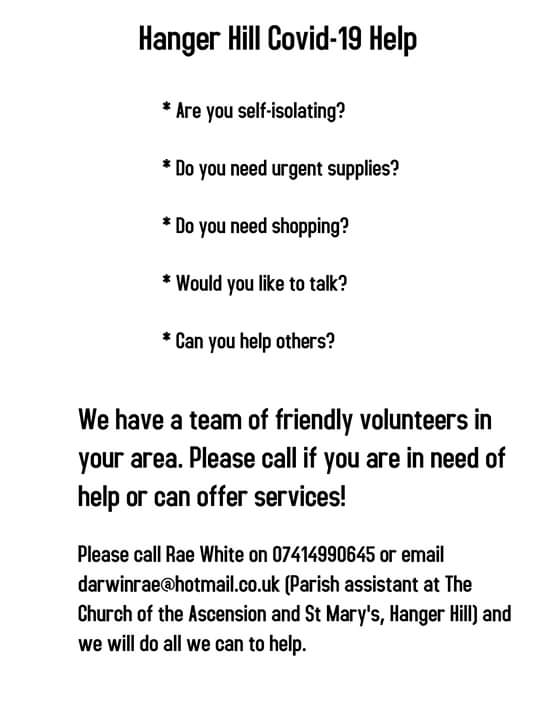 Hanger Hill Covid-19 Help
* Are you self-isolating?
* Do you need urgent supplies?
* Do you need shopping?
* Would you like to talk?
* Can you help others?
We have a team of friendly volunteers in
your area. Please call if you are in need of
help or can offer services!
Please call Rae White on 07414990645 or email
darwinrae@hotmail.co.uk (Parish assistant at The
Church of the Ascension and St Mary's, Hanger Hill) and
we will do all we can to help.